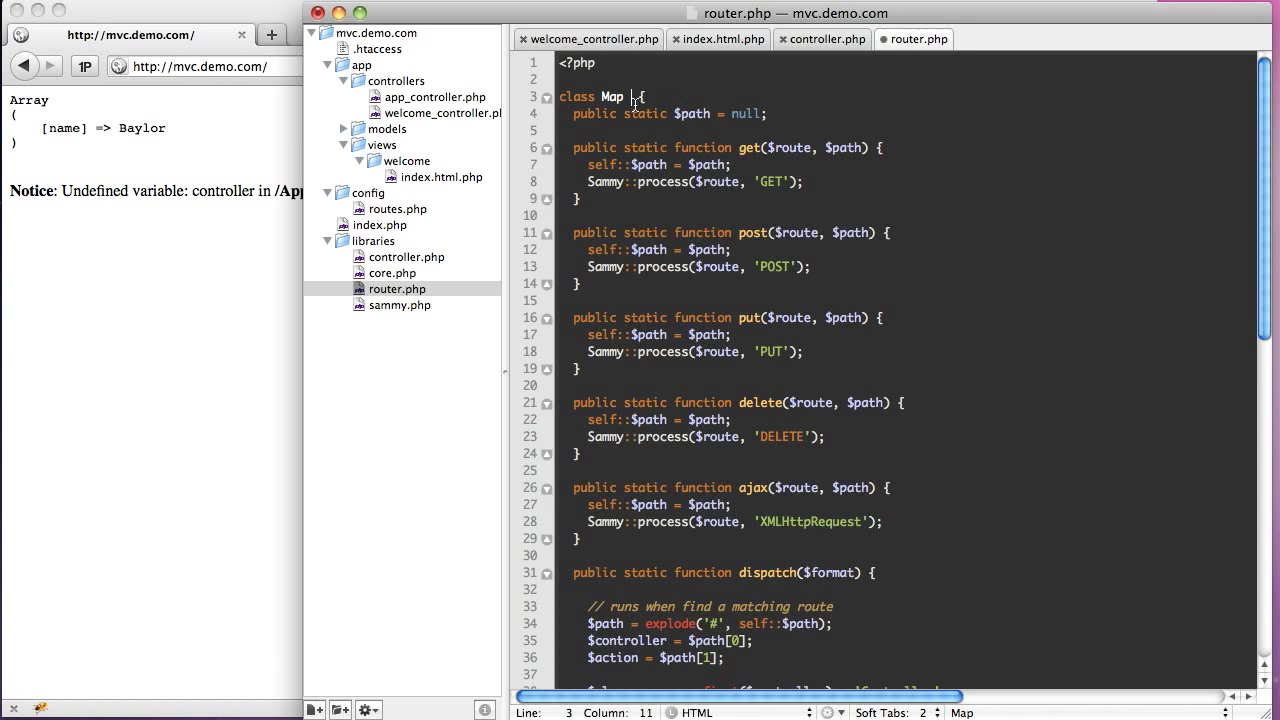 http://mvc.demo.com/
1P
http://mvc.demo.com/
Array
(
[name] => Baylor
)
Notice: Undefined variable: controller in /App
router.php — mvc.demo.com
mvc.demo.com
.htaccess
app
controllers
app_controller.php
welcome_controller.pl
models
views
welcome
index.html.php
config
routes.php
index.php
libraries
controller.php
core.php
router.php
sammy.php
welcome_controller.php
index.html.php
controller.php
router.php
1 <?php
2
3 class Map {
4 public static $path = null;
5
6 public static function get($route, $path) {
7 self::$path = $path;
8 Sammy::process($route, 'GET');
9 }
10
11 public static function post($route, $path) {
12 self::$path = $path;
13 Sammy::process($route, 'POST');
14 }
15
16 public static function put($route, $path) {
17 self::$path = $path;
18 Sammy::process($route, 'PUT');
19 }
20
21 public static function delete($route, $path) {
22 self::$path = $path;
23 Sammy::process($route, 'DELETE');
24 }
25
26 public static function ajax($route, $path) {
27 self::$path = $path;
28 Sammy::process($route, 'XMLHttpRequest');
29 }
30
31 public static function dispatch($format) {
32
33 // runs when find a matching route
34 $path = explode('#', self::$path);
35 $controller = $path[0];
36 $action = $path[1];
37
Line: 3 Column: 11 HTML Soft Tabs: 2 Map